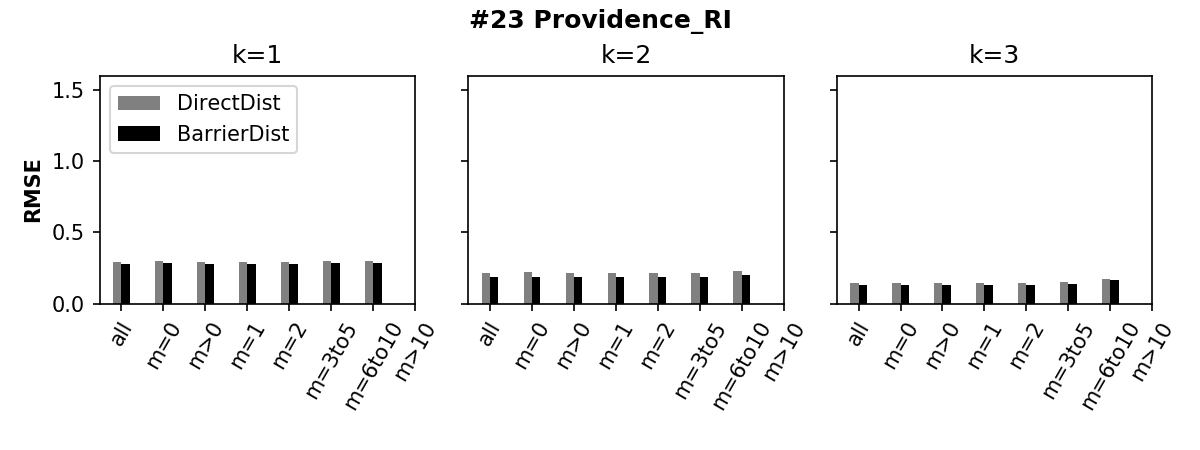 #23 Providence_RI
k=1
k=2
k=3
1.5
1.0
0.5
0.0
RMSE
DirectDist
BarrierDist
all
m=0
m>0
m=1
m=2
m=3to5
m=6to10
m>10
all
m=0
m>0
m=1
m=2
m=3to5
m=6to10
m>10
all
m=0
m>0
m=1
m=2
m=3to5
m=6to10
m>10